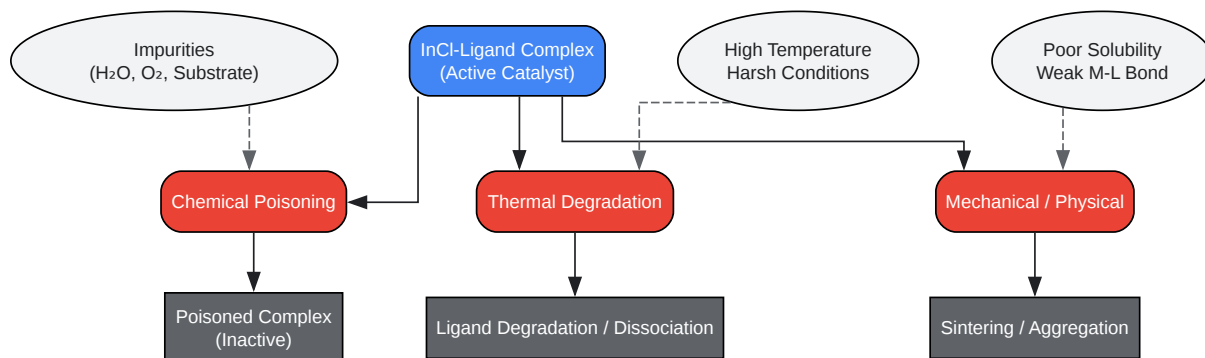 Impurities
(H₂O, O₂, Substrate)
InCl-Ligand Complex
(Active Catalyst)
High Temperature
Harsh Conditions
Poor Solubility
Weak M-L Bond
Chemical Poisoning
Thermal Degradation
Mechanical / Physical
Poisoned Complex
(Inactive)
Ligand Degradation / Dissociation
Sintering / Aggregation